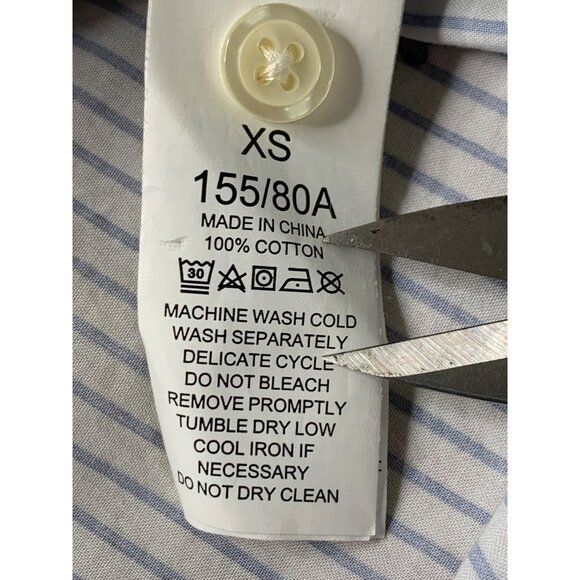 XS
155/80A
MADE IN CHINA
100% COTTON
30
MACHINE WASH COLD
WASH SEPARATELY
DELICATE CYCLE
DO NOT BLEACH
REMOVE PROMPTLY
TUMBLE DRY LOW
COOL IRON IF
NECESSARY
DO NOT DRY CLEAN